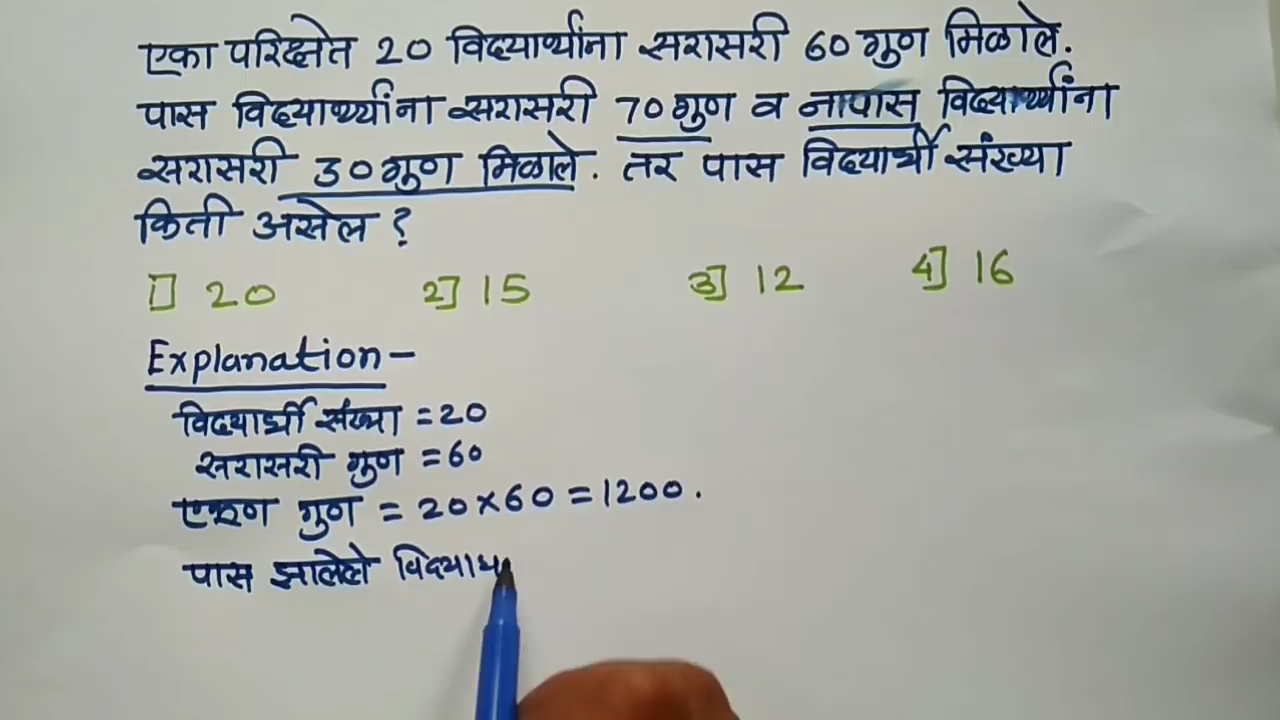 एका परिक्षेत 20 विद्यार्थ्यांना सरासरी 60 गुण मिळाले.
पास विद्यार्थ्यांना सरासरी 70 गुण व नापास विद्यार्थ्यांना
सरासरी 30 गुण मिळाले. तर पास विद्यार्थी संख्या
किती असेल ?
1] 20 2] 15 3] 12 4] 16
Explanation -
विद्यार्थी संख्या = 20
सरासरी गुण = 60
एकूण गुण = 20 × 60 = 1200.
पास झालेले